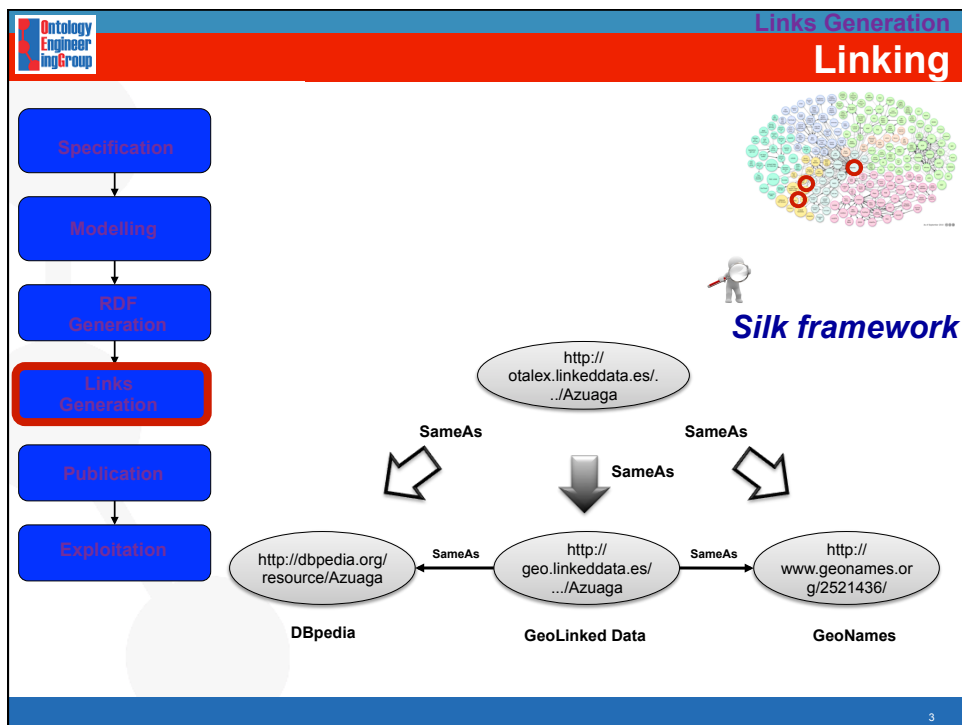 Ontology
Engineer
ingGroup
Links Generation
Linking
Specification
Modelling
RDF
Generation
Links
Generation
Publication
Exploitation
Silk framework
http://
otalex.linkeddata.es/.
../Azuaga
SameAs
SameAs
SameAs
http://dbpedia.org/
resource/Azuaga
SameAs
http://
geo.linkeddata.es/
.../Azuaga
SameAs
http://
www.geonames.or
g/2521436/
DBpedia
GeoLinked Data
GeoNames
3